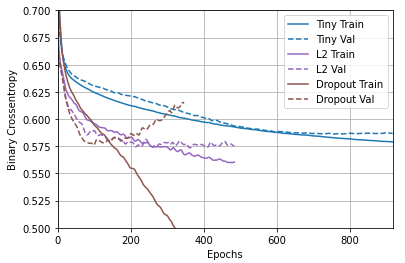 0.700
0.675
0.650
0.625
0.600
0.575
0.550
0.525
0.500
Binary Crossentropy
0 200 400 600 800
Epochs
Tiny Train
Tiny Val
L2 Train
L2 Val
Dropout Train
Dropout Val